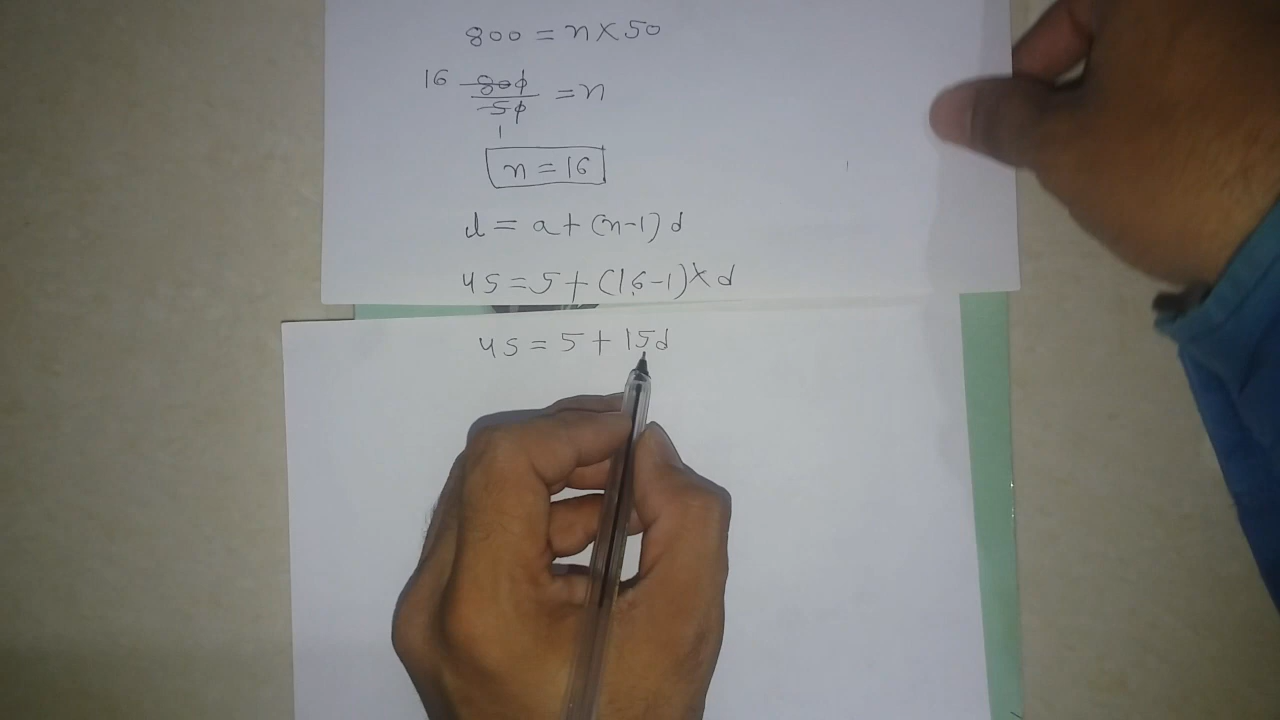 800 = n×50
16 800/50 = n
1
n = 16
l = a + (n-1) d
45 = 5 + (16-1)×d
45 = 5 + 15d